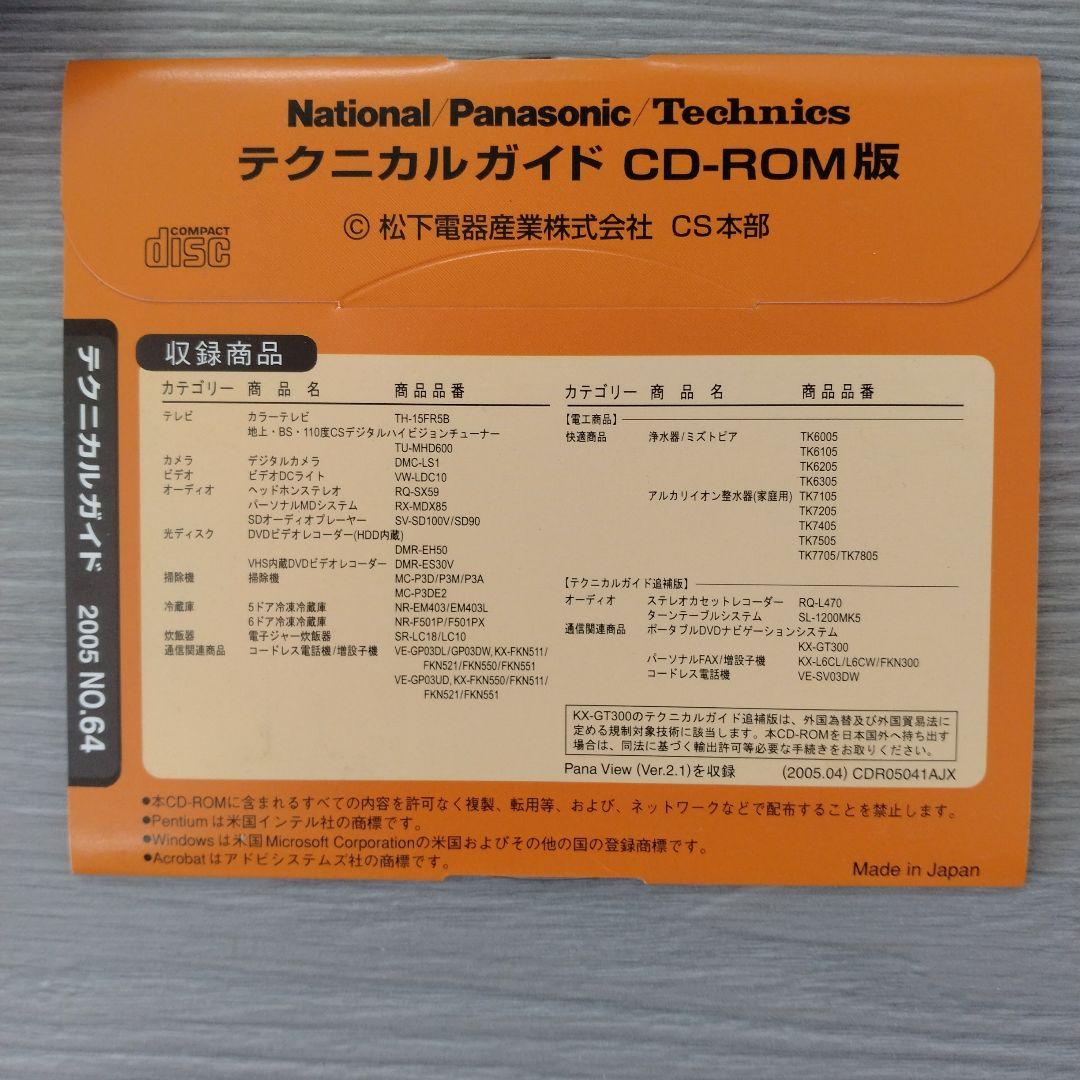 National/Panasonic/Technics
テクニカルガイド CD-ROM版
© 松下電器産業株式会社 CS本部
COMPACT
disc
テクニカルガイド 2005 NO.64
収録商品
カテゴリー 商品名 商品品番
テレビ カラーテレビ TH-15FR5B
地上・BS・110度CSデジタルハイビジョンチューナー
TU-MHD600
カメラ デジタルカメラ DMC-LS1
ビデオ ビデオDCライト VW-LDC10
オーディオ ヘッドホンステレオ RQ-SX59
パーソナルMDシステム RX-MDX85
SDオーディオプレーヤー SV-SD100V/SD90
光ディスク DVDビデオレコーダー(HDD内蔵)
DMR-EH50
VHS内蔵DVDビデオレコーダー DMR-ES30V
掃除機 掃除機 MC-P3D/P3M/P3A
MC-P3DE2
冷蔵庫 5ドア冷凍冷蔵庫 NR-EM403/EM403L
6ドア冷凍冷蔵庫 NR-F501P/F501PX
炊飯器 電子ジャー炊飯器 SR-LC18/LC10
通信関連商品 コードレス電話機/増設子機 VE-GP03DL/GP03DW, KX-FKN511/
FKN521/FKN550/FKN551
VE-GP03UD, KX-FKN550/FKN511/
FKN521/FKN551
カテゴリー 商品名 商品品番
【電工商品】
快適商品 浄水器/ミズトピア TK6005
TK6105
TK6205
TK6305
アルカリイオン整水器(家庭用) TK7105
TK7205
TK7405
TK7505
TK7705/TK7805
【テクニカルガイド追補版】
オーディオ ステレオカセットレコーダー RQ-L470
ターンテーブルシステム SL-1200MK5
通信関連商品 ポータブルDVDナビゲーションシステム
KX-GT300
パーソナルFAX/増設子機 KX-L6CL/L6CW/FKN300
コードレス電話機 VE-SV03DW
KX-GT300のテクニカルガイド追補版は、外国為替及び外国貿易法に
定める規制対象技術に該当します。本CD-ROMを日本国外へ持ち出す
場合は、同法に基づく輸出許可等必要な手続きをお取りください。
Pana View (Ver.2.1)を収録 (2005.04) CDR05041AJX
●本CD-ROMに含まれるすべての内容を許可なく複製、転用等、および、ネットワークなどで配布することを禁止します。
●Pentiumは米国インテル社の商標です。
●Windowsは米国Microsoft Corporationの米国およびその他の国の登録商標です。
●Acrobatはアドビシステムズ社の商標です。
Made in Japan